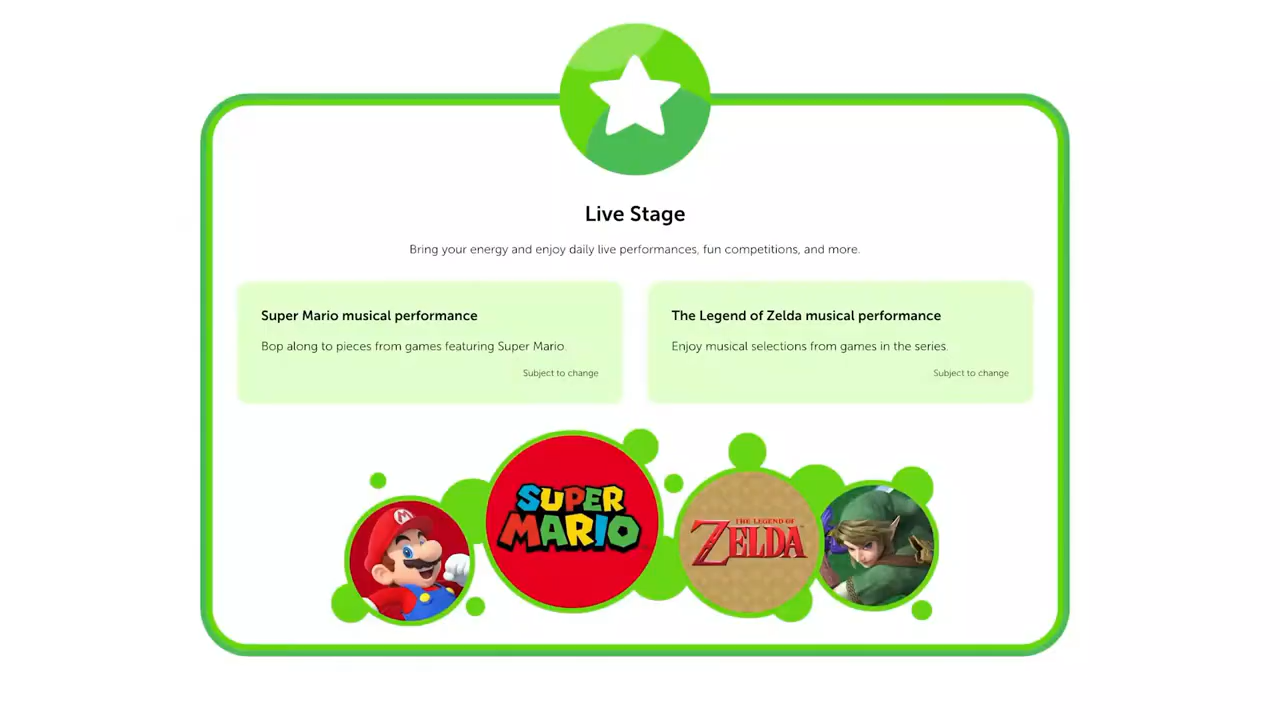 Live Stage
Bring your energy and enjoy daily live performances, fun competitions, and more.
Super Mario musical performance
Bop along to pieces from games featuring Super Mario.
Subject to change
The Legend of Zelda musical performance
Enjoy musical selections from games in the series.
Subject to change
SUPER
MARIO
THE LEGEND OF
ZELDA
M